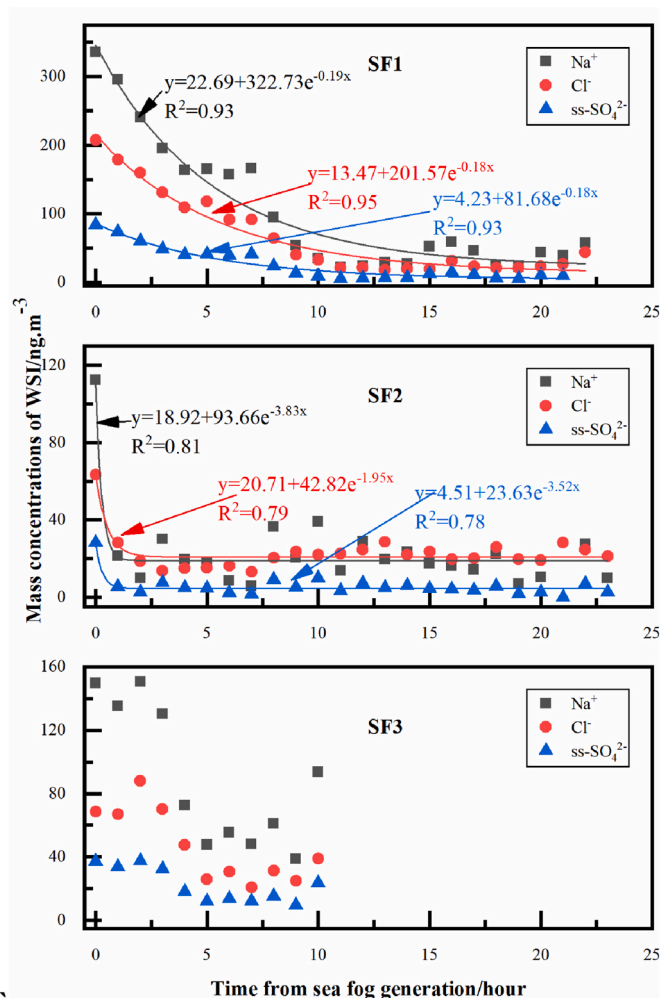 Mass concentrations of WSI/ng.m⁻³
SF1
Na⁺
Cl⁻
ss-SO₄²⁻
y=22.69+322.73e⁻⁰·¹⁹ˣ
R²=0.93
y=13.47+201.57e⁻⁰·¹⁸ˣ
R²=0.95
y=4.23+81.68e⁻⁰·¹⁸ˣ
R²=0.93
300
200
100
0
0 5 10 15 20 25
SF2
Na⁺
Cl⁻
ss-SO₄²⁻
y=18.92+93.66e⁻³·⁸³ˣ
R²=0.81
y=20.71+42.82e⁻¹·⁹⁵ˣ
R²=0.79
y=4.51+23.63e⁻³·⁵²ˣ
R²=0.78
120
80
40
0
0 5 10 15 20 25
SF3
Na⁺
Cl⁻
ss-SO₄²⁻
160
120
80
40
0
0 5 10 15 20 25
Time from sea fog generation/hour